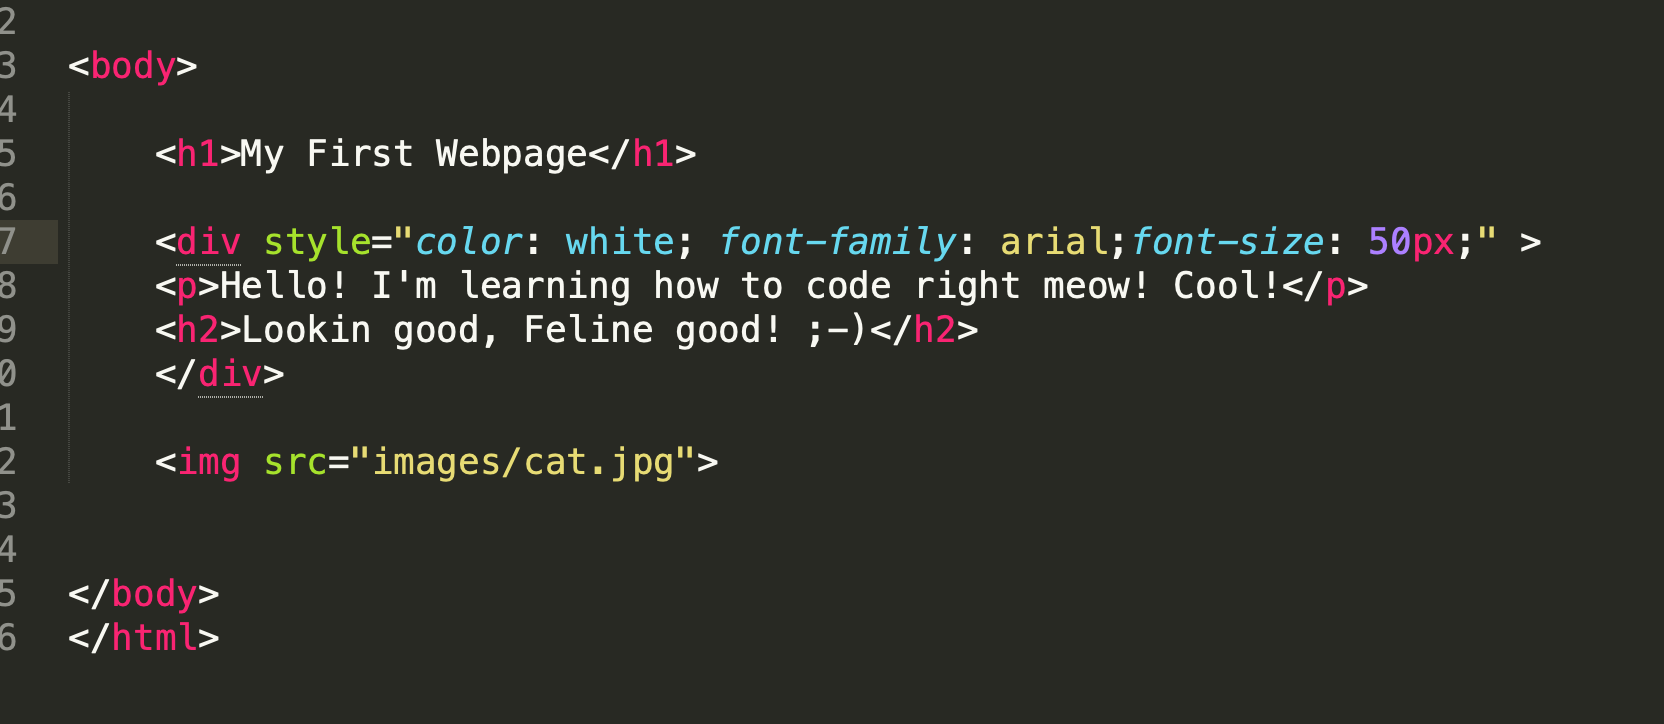 2
3 <body>
4
5 <h1>My First Webpage</h1>
6
7 <div style="color: white; font-family: arial;font-size: 50px;" >
8 <p>Hello! I'm learning how to code right meow! Cool!</p>
9 <h2>Lookin good, Feline good! ;-)</h2>
0 </div>
1
2 <img src="images/cat.jpg">
3
4
5 </body>
6 </html>